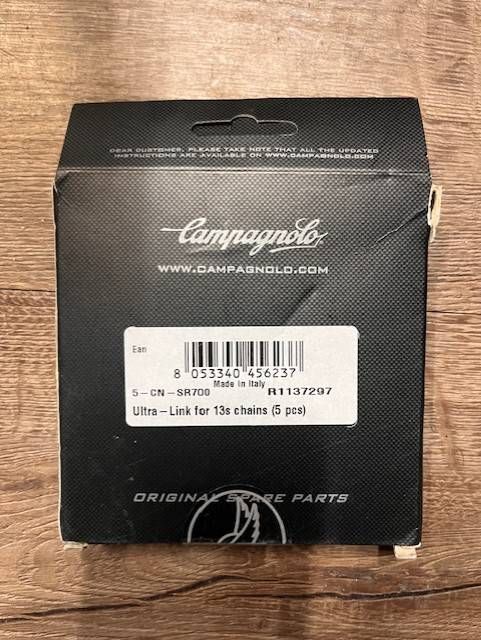 DEAR CUSTOMER, PLEASE TAKE NOTE THAT ALL THE UPDATED
INSTRUCTIONS ARE AVAILABLE ON WWW.CAMPAGNOLO.COM
Campagnolo
WWW.CAMPAGNOLO.COM
Ean
8 053340 456237
Made in Italy
5-CN-SR700 R1137297
Ultra-Link for 13s chains (5 pcs)
ORIGINAL SPARE PARTS